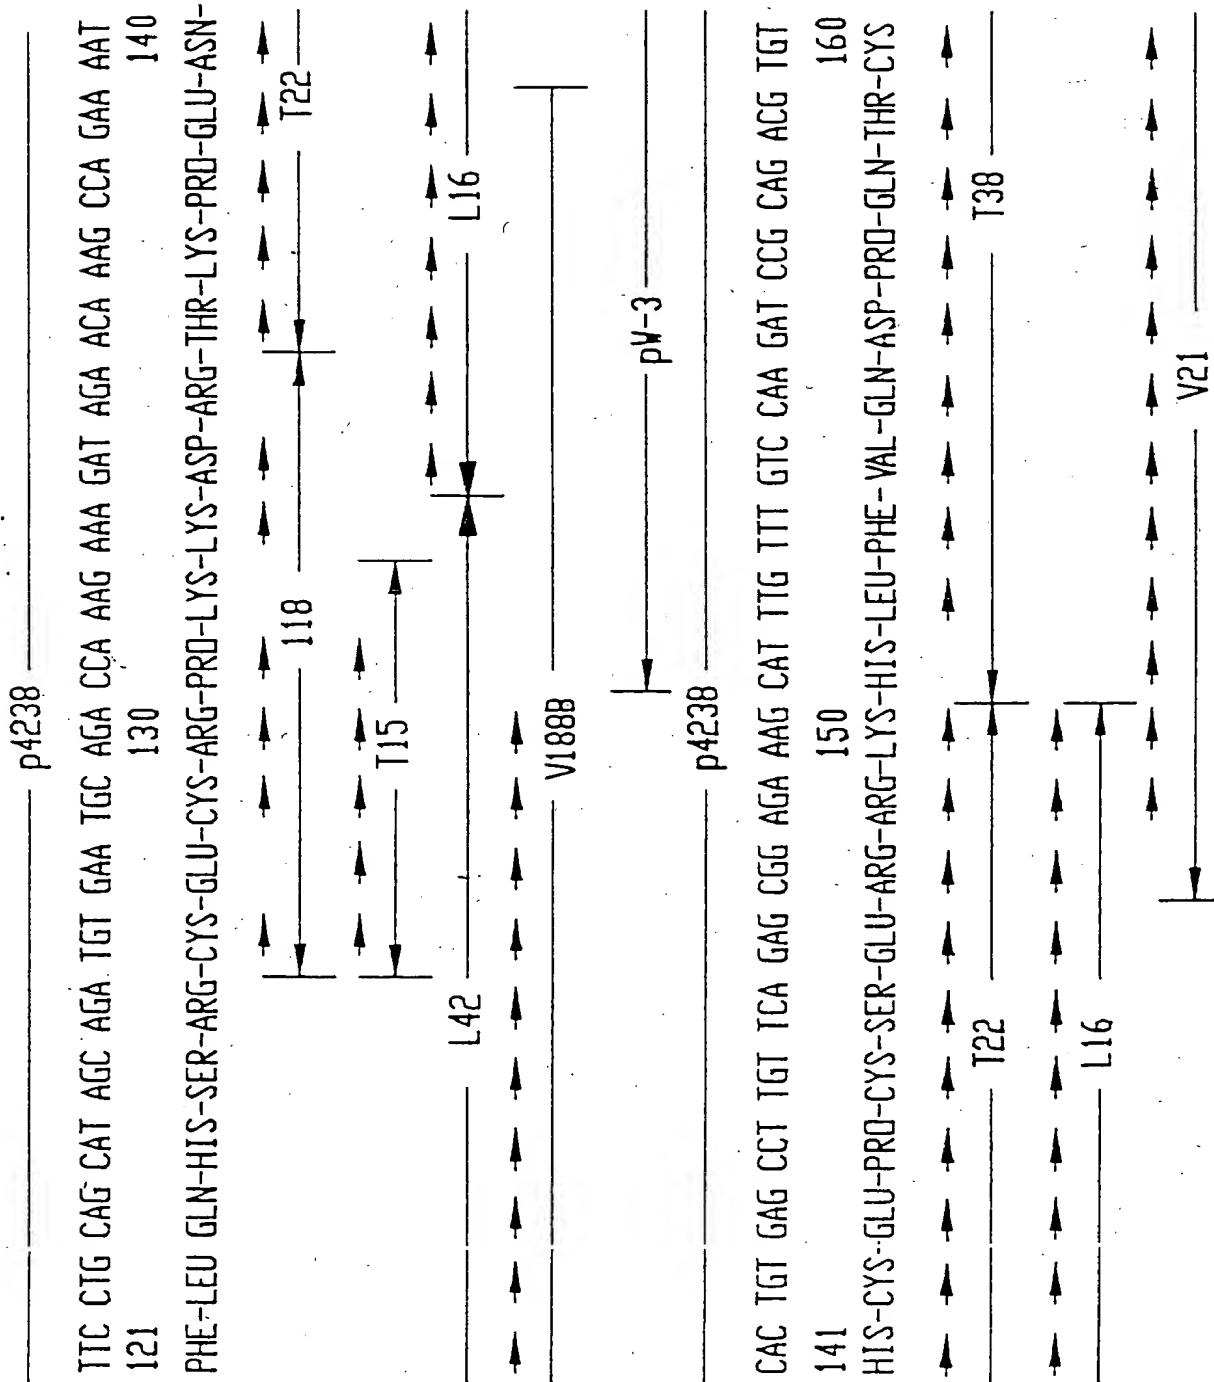 p4238
TTC CTG CAG CAT AGC AGA TGT GAA TGC AGA CCA AAG AAA GAT AGA ACA AAG CCA GAA AAT
121 130 140
PHE-LEU GLN-HIS-SER-ARG-CYS-GLU-CYS-ARG-PRO-LYS-LYS-ASP-ARG-THR-LYS-PRO-GLU-ASN-
118 T22
T15
L42 L16
V188B
pW-3
p4238
CAC TGT GAG CCT TGT TCA GAG CGG AGA AAG CAT TTG TTT GTC CAA GAT CCG CAG ACG TGT
141 150 160
HIS-CYS-GLU-PRO-CYS-SER-GLU-ARG-ARG-LYS-HIS-LEU-PHE-VAL-GLN-ASP-PRO-GLN-THR-CYS
T22 T38
L16
V21